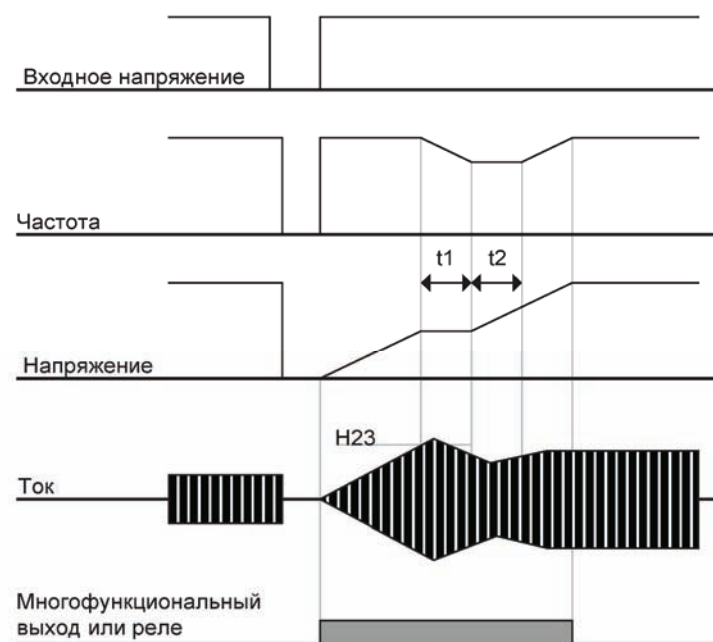 Входное напряжение
Частота
t1 t2
Напряжение
H23
Ток
Многофункциональный
выход или реле